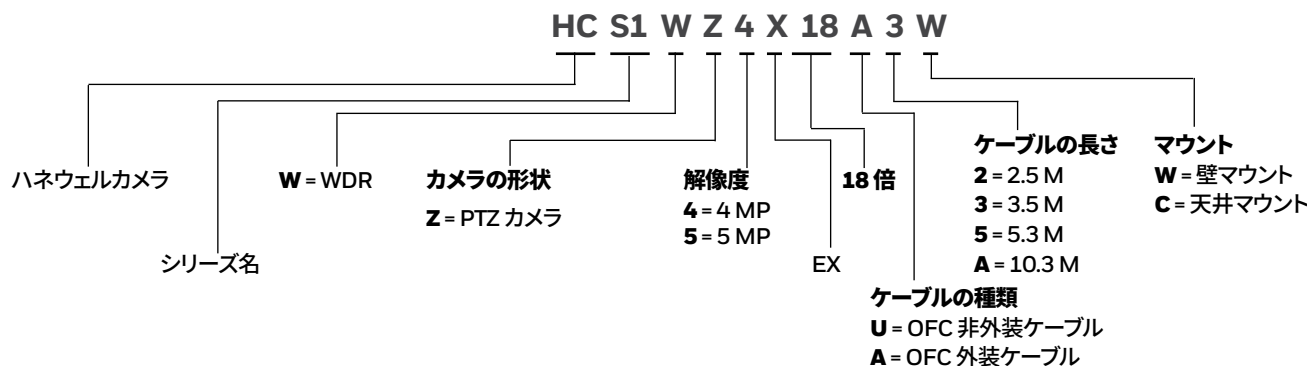 HC S1 W Z 4 X 18 A 3 W
ハネウェルカメラ
シリーズ名
W = WDR
カメラの形状
Z = PTZ カメラ
解像度
4 = 4 MP
5 = 5 MP
EX
18 倍
ケーブルの種類
U = OFC 非外装ケーブル
A = OFC 外装ケーブル
ケーブルの長さ
2 = 2.5 M
3 = 3.5 M
5 = 5.3 M
A = 10.3 M
マウント
W = 壁マウント
C = 天井マウント